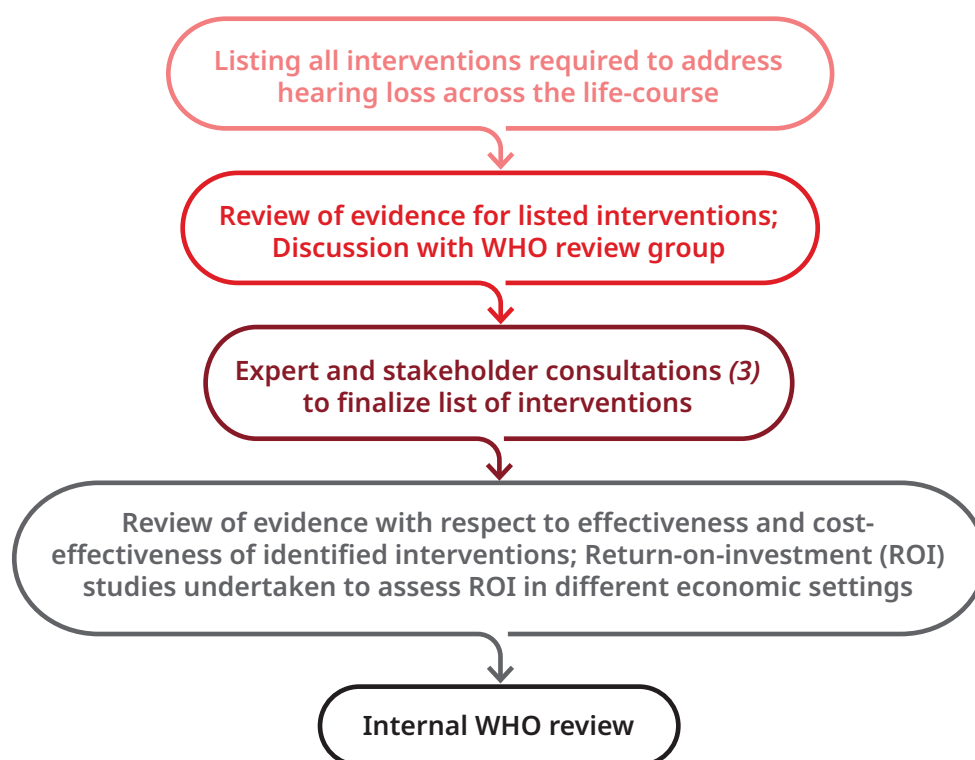 Listing all interventions required to address
hearing loss across the life-course
Review of evidence for listed interventions;
Discussion with WHO review group
Expert and stakeholder consultations (3)
to finalize list of interventions
Review of evidence with respect to effectiveness and cost-
effectiveness of identified interventions; Return-on-investment (ROI)
studies undertaken to assess ROI in different economic settings
Internal WHO review